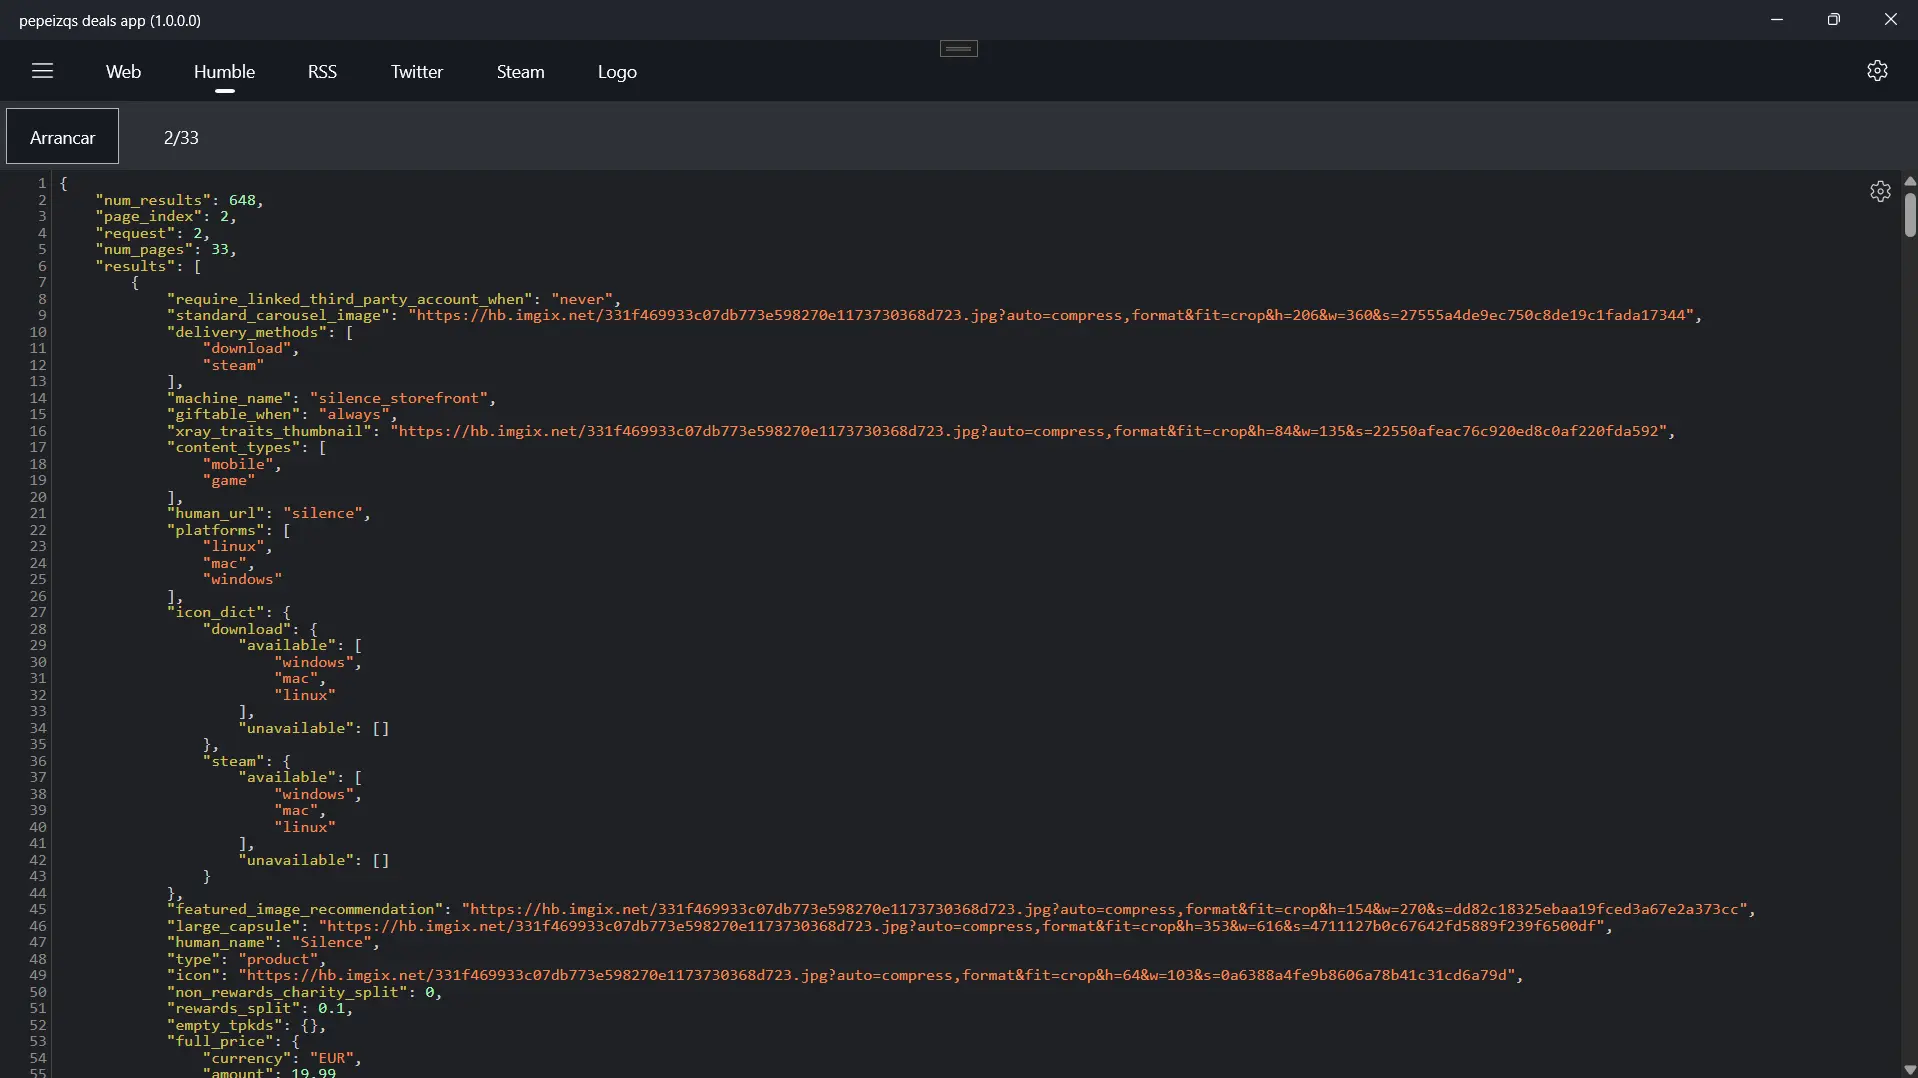 pepeizqs deals app (1.0.0.0)
Web Humble RSS Twitter Steam Logo
Arrancar 2/33
1 {
2 "num_results": 648,
3 "page_index": 2,
4 "request": 2,
5 "num_pages": 33,
6 "results": [
7 {
8 "require_linked_third_party_account_when": "never",
9 "standard_carousel_image": "https://hb.imgix.net/331f469933c07db773e598270e1173730368d723.jpg?auto=compress,format&fit=crop&h=206&w=360&s=27555a4de9ec750c8de19c1fada17344",
10 "delivery_methods": [
11 "download",
12 "steam"
13 ],
14 "machine_name": "silence_storefront",
15 "giftable_when": "always",
16 "xray_traits_thumbnail": "https://hb.imgix.net/331f469933c07db773e598270e1173730368d723.jpg?auto=compress,format&fit=crop&h=84&w=135&s=22550afeac76c920ed8c0af220fda592",
17 "content_types": [
18 "mobile",
19 "game"
20 ],
21 "human_url": "silence",
22 "platforms": [
23 "linux",
24 "mac",
25 "windows"
26 ],
27 "icon_dict": {
28 "download": {
29 "available": [
30 "windows",
31 "mac",
32 "linux"
33 ],
34 "unavailable": []
35 },
36 "steam": {
37 "available": [
38 "windows",
39 "mac",
40 "linux"
41 ],
42 "unavailable": []
43 }
44 },
45 "featured_image_recommendation": "https://hb.imgix.net/331f469933c07db773e598270e1173730368d723.jpg?auto=compress,format&fit=crop&h=154&w=270&s=dd82c18325ebaa19fced3a67e2a373cc",
46 "large_capsule": "https://hb.imgix.net/331f469933c07db773e598270e1173730368d723.jpg?auto=compress,format&fit=crop&h=353&w=616&s=4711127b0c67642fd5889f239f6500df",
47 "human_name": "Silence",
48 "type": "product",
49 "icon": "https://hb.imgix.net/331f469933c07db773e598270e1173730368d723.jpg?auto=compress,format&fit=crop&h=64&w=103&s=0a6388a4fe9b8606a78b41c31cd6a79d",
50 "non_rewards_charity_split": 0,
51 "rewards_split": 0.1,
52 "empty_tpkds": {},
53 "full_price": {
54 "currency": "EUR",
55 "amount": 19.99